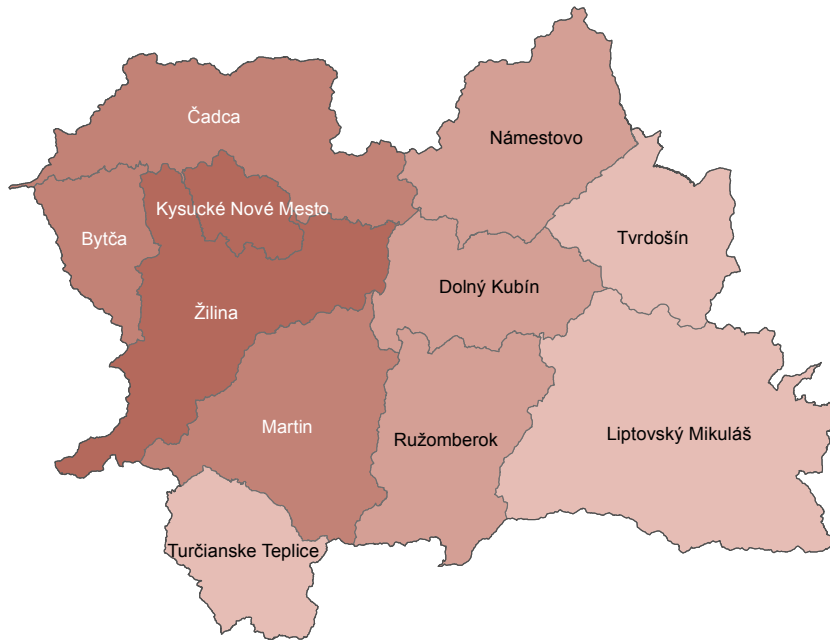 Čadca
Námestovo
Kysucké Nové Mesto
Bytča
Tvrdošín
Dolný Kubín
Žilina
Martin
Ružomberok
Liptovský Mikuláš
Turčianske Teplice